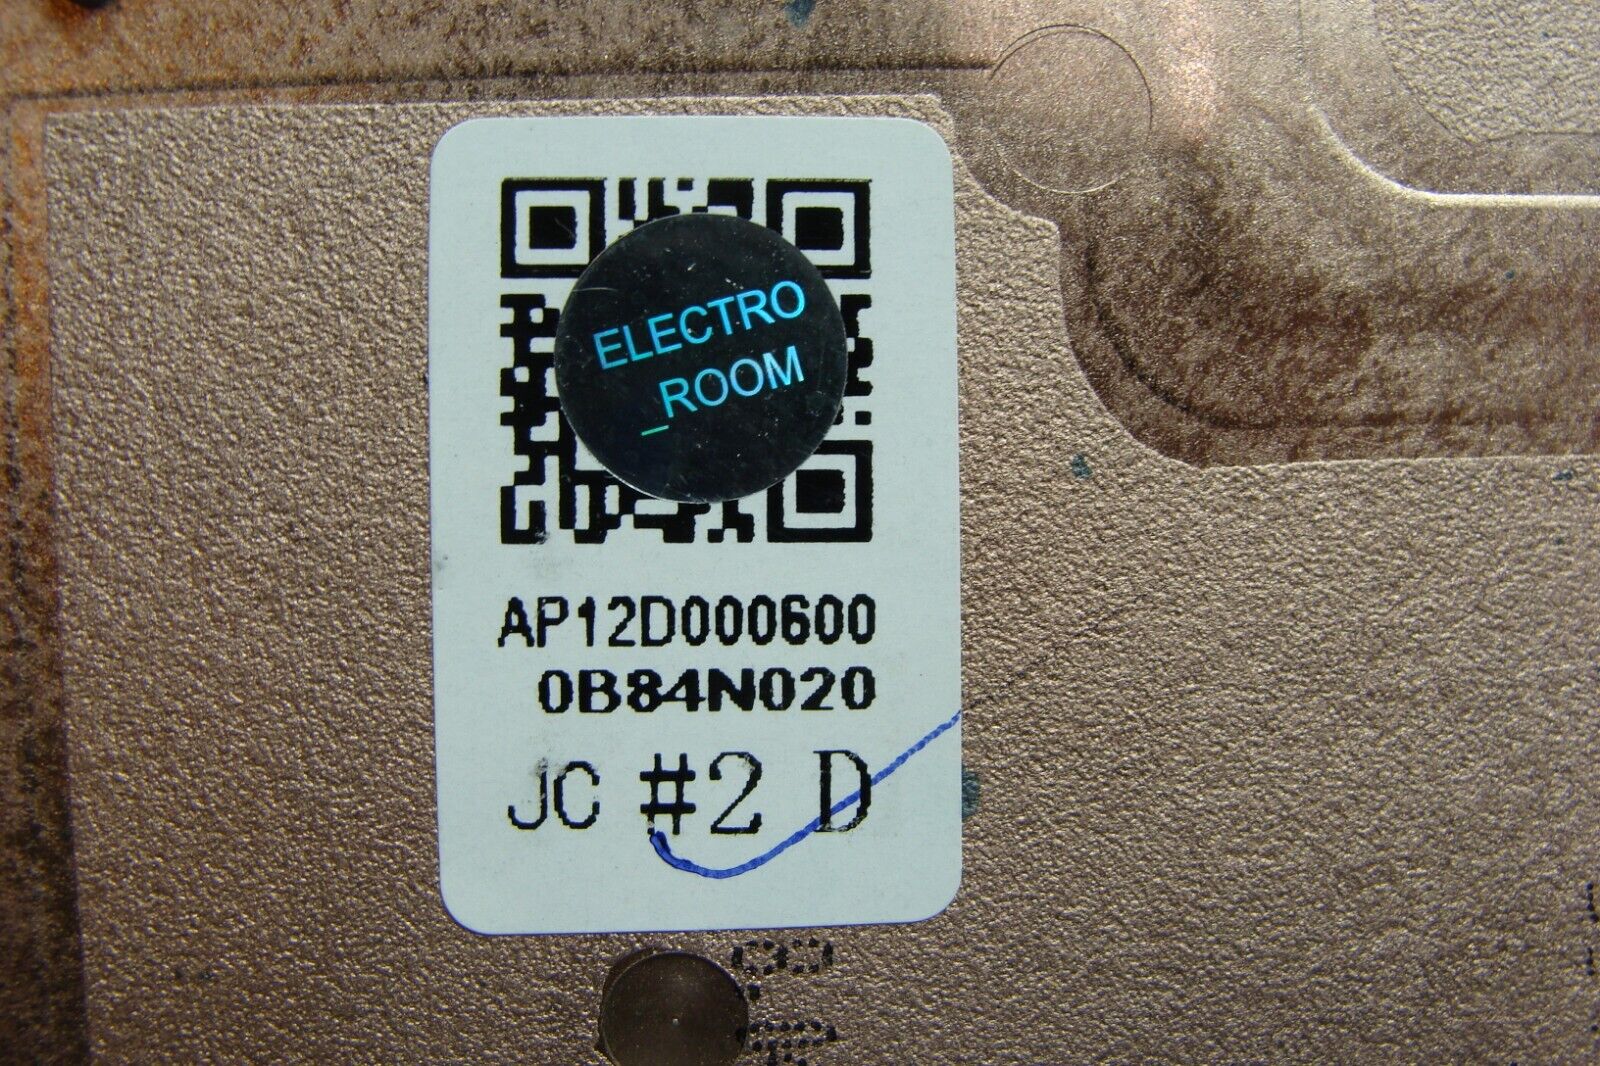 ELECTRO
_ROOM
AP12D000600
0B84N020
JC #2 D